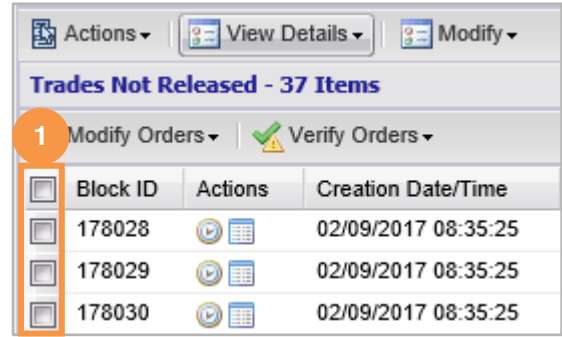 Actions View Details Modify
Trades Not Released - 37 Items
1 Modify Orders Verify Orders
Block ID Actions Creation Date/Time
178028 02/09/2017 08:35:25
178029 02/09/2017 08:35:25
178030 02/09/2017 08:35:25